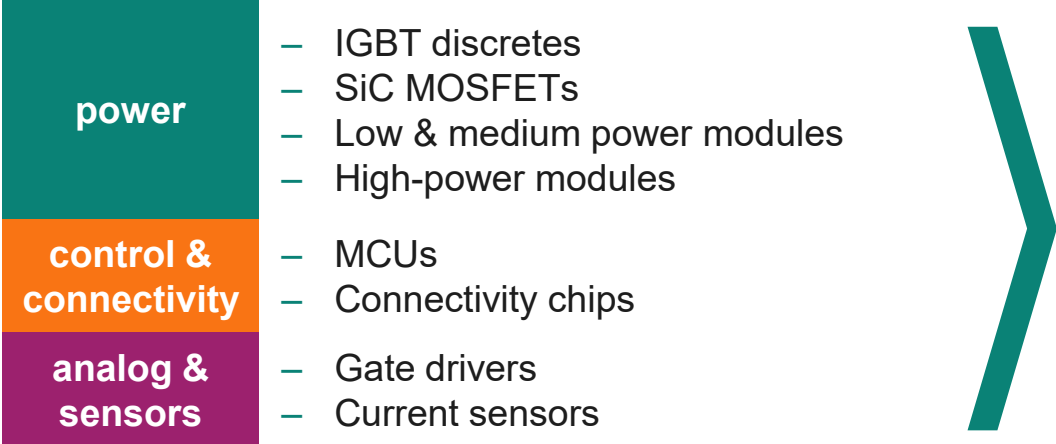 power
– IGBT discretes
– SiC MOSFETs
– Low & medium power modules
– High-power modules
control &
connectivity
– MCUs
– Connectivity chips
analog &
sensors
– Gate drivers
– Current sensors